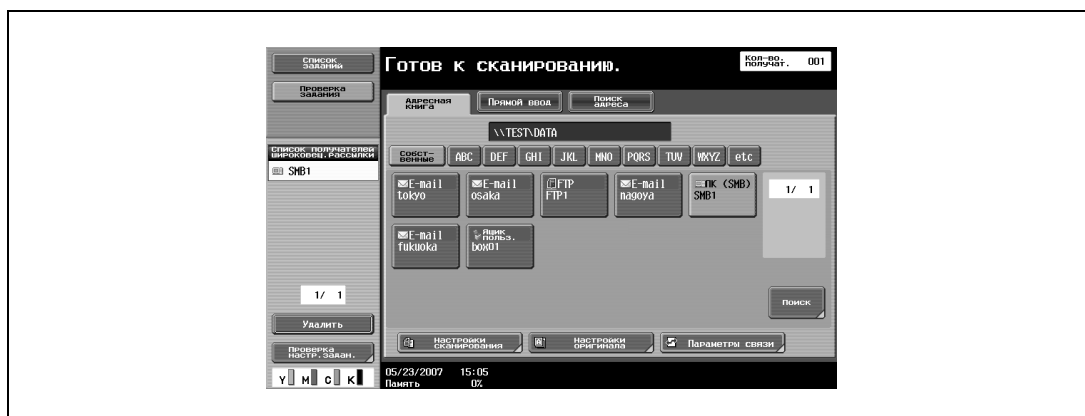 Список
заданий
Проверка
задания
Готов к сканированию.
Кол-во.
получат.
001
Адресная
книга
Прямой ввод
Поиск
адреса
\\TEST\DATA
Список получателей
широковещ.рассылки
SMB1
Собст-
венные
ABC
DEF
GHI
JKL
MNO
PQRS
TUV
WXYZ
etc
E-mail
tokyo
E-mail
osaka
FTP
FTP1
E-mail
nagoya
ПК (SMB)
SMB1
1/ 1
E-mail
fukuoka
Ящик
польз.
box01
1/ 1
Поиск
Удалить
Проверка
настр.задан.
Настройки
сканирования
Настройки
оригинала
Параметры связи
Y M C K
05/23/2007 15:05
Память 0%